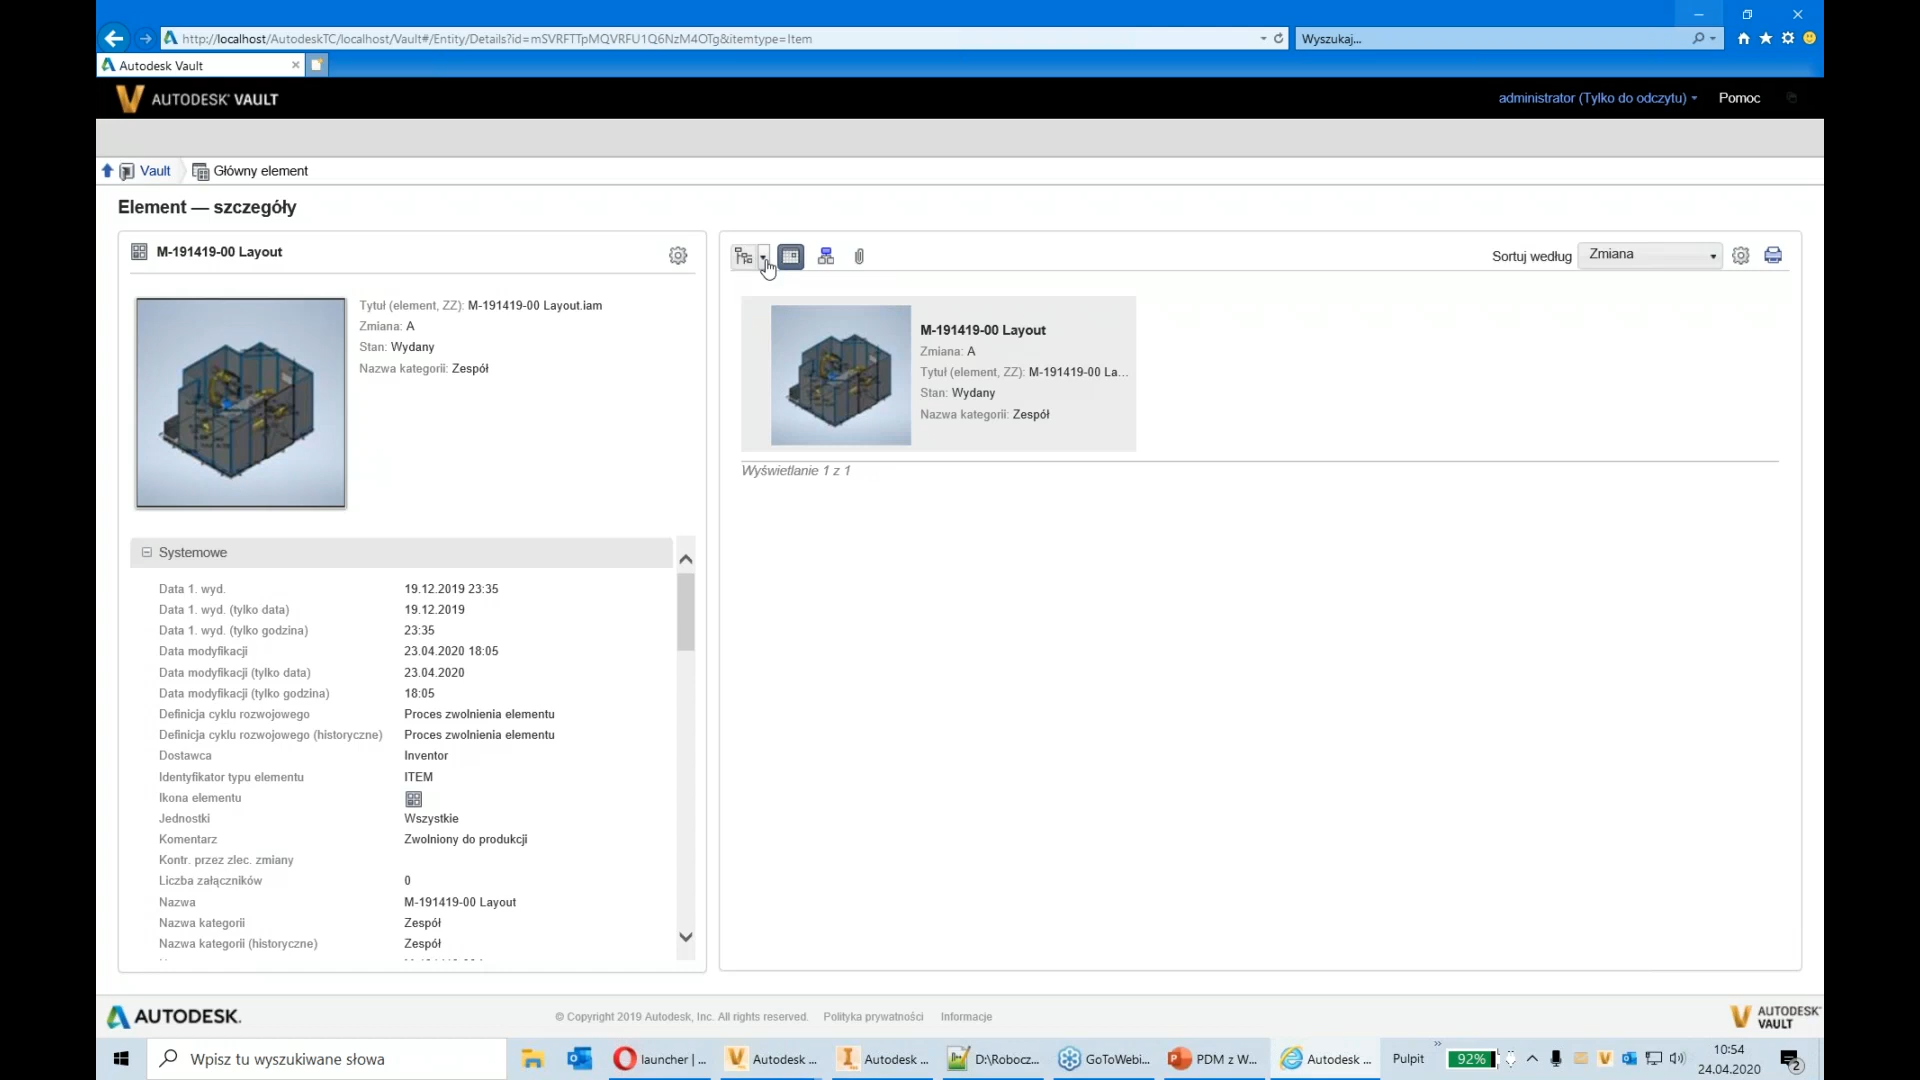 http://localhost/AutodeskTC/localhost/Vault#/Entity/Details?id=mSVRFTTpMQVRFU1Q6NzM4OTg&itemtype=Item
Wyszukaj...
Autodesk Vault
AUTODESK® VAULT
administrator (Tylko do odczytu)
Pomoc
Vault
Główny element
Element — szczegóły
M-191419-00 Layout
Tytuł (element, ZZ): M-191419-00 Layout.iam
Zmiana: A
Stan: Wydany
Nazwa kategorii: Zespół
Systemowe
Data 1. wyd. 19.12.2019 23:35
Data 1. wyd. (tylko data) 19.12.2019
Data 1. wyd. (tylko godzina) 23:35
Data modyfikacji 23.04.2020 18:05
Data modyfikacji (tylko data) 23.04.2020
Data modyfikacji (tylko godzina) 18:05
Definicja cyklu rozwojowego Proces zwolnienia elementu
Definicja cyklu rozwojowego (historyczne) Proces zwolnienia elementu
Dostawca Inventor
Identyfikator typu elementu ITEM
Ikona elementu
Jednostki Wszystkie
Komentarz Zwolniony do produkcji
Kontr. przez zlec. zmiany
Liczba załączników 0
Nazwa M-191419-00 Layout
Nazwa kategorii Zespół
Nazwa kategorii (historyczne) Zespół
Sortuj według Zmiana
M-191419-00 Layout
Zmiana: A
Tytuł (element, ZZ): M-191419-00 La...
Stan: Wydany
Nazwa kategorii: Zespół
Wyświetlanie 1 z 1
AUTODESK.
© Copyright 2019 Autodesk, Inc. All rights reserved. Polityka prywatności Informacje
AUTODESK®
VAULT
Wpisz tu wyszukiwane słowa
launcher | ...
Autodesk ...
Autodesk ...
D:\Robocz...
GoToWebi...
PDM z W...
Autodesk ...
Pulpit
92%
10:54
24.04.2020
2